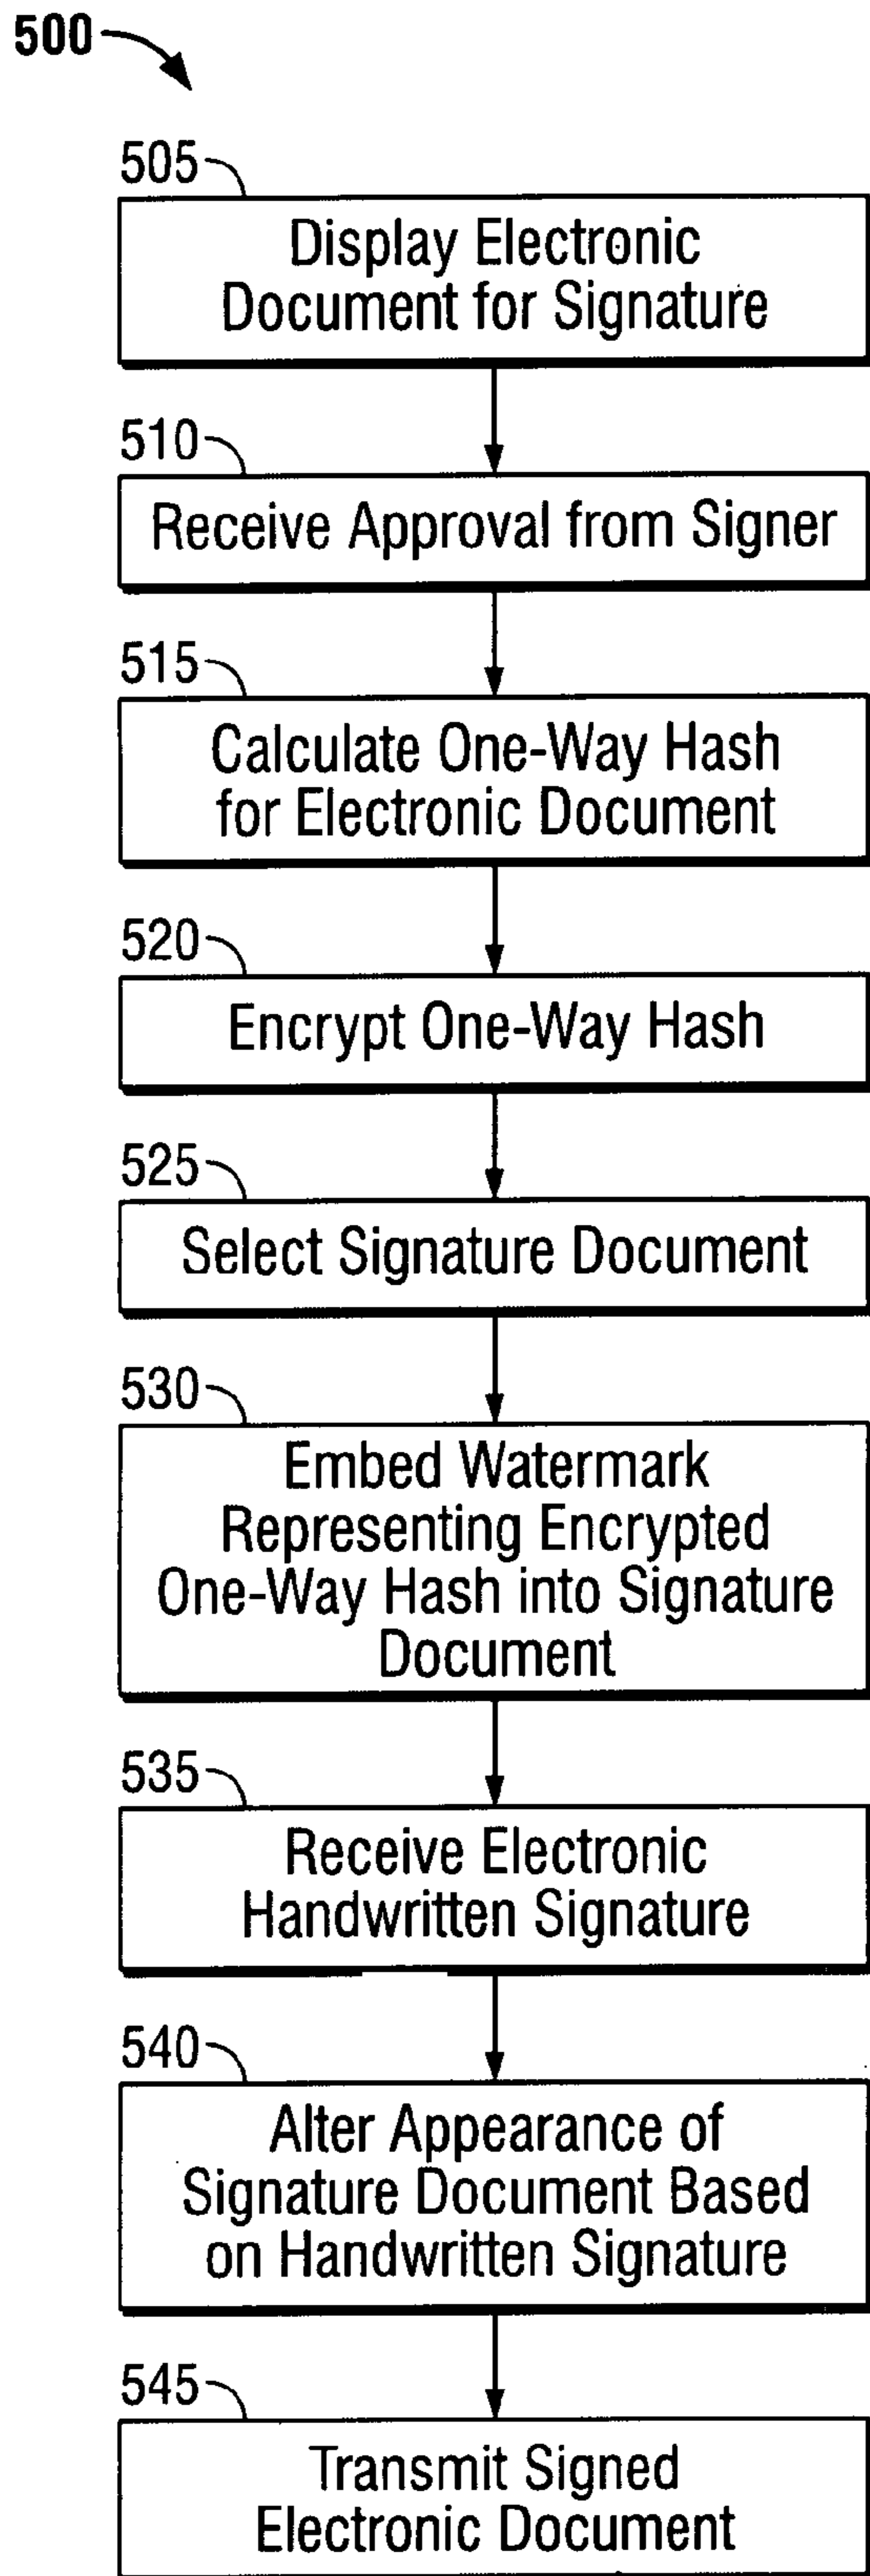 500
505
Display Electronic
Document for Signature
510
Receive Approval from Signer
515
Calculate One-Way Hash
for Electronic Document
520
Encrypt One-Way Hash
525
Select Signature Document
530
Embed Watermark
Representing Encrypted
One-Way Hash into Signature
Document
535
Receive Electronic
Handwritten Signature
540
Alter Appearance of
Signature Document Based
on Handwritten Signature
545
Transmit Signed
Electronic Document